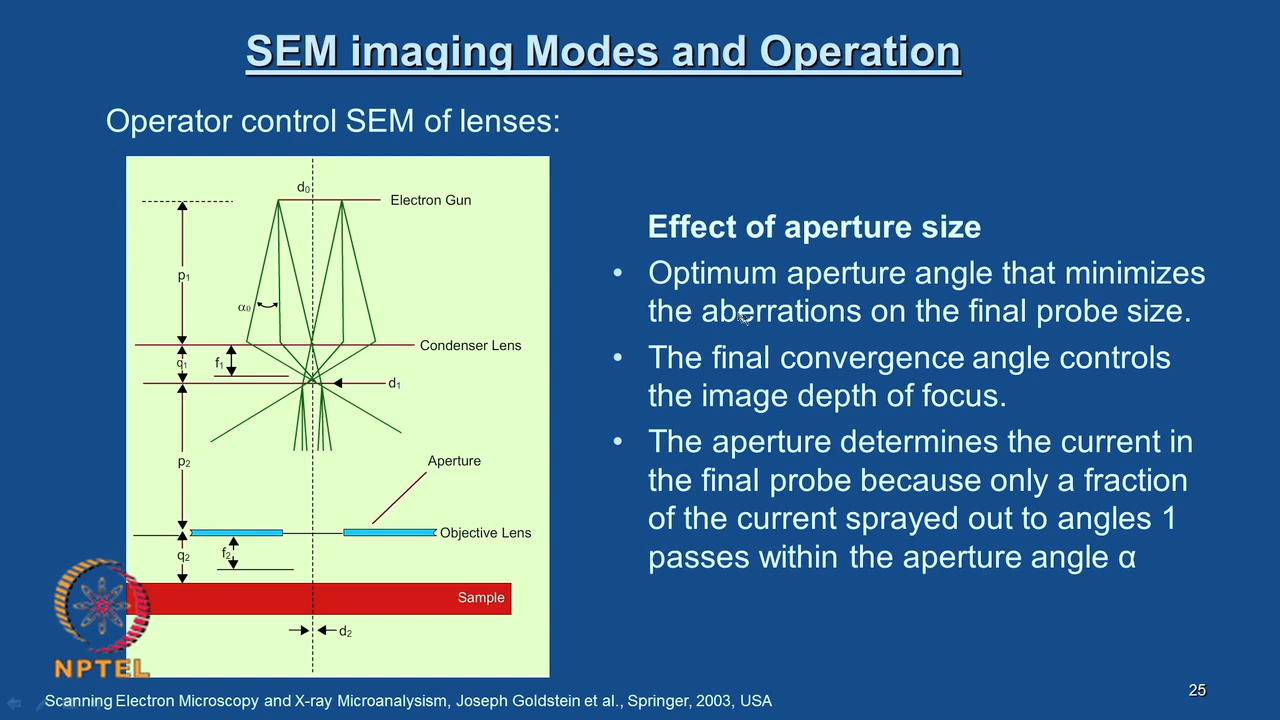 SEM imaging Modes and Operation
Operator control SEM of lenses:
d₀
Electron Gun
p₁
α₀
Condenser Lens
q₁
f₁
d₁
p₂
Aperture
Objective Lens
q₂
f₂
Sample
d₂
Effect of aperture size
• Optimum aperture angle that minimizes
the aberrations on the final probe size.
• The final convergence angle controls
the image depth of focus.
• The aperture determines the current in
the final probe because only a fraction
of the current sprayed out to angles 1
passes within the aperture angle α
NPTEL
Scanning Electron Microscopy and X-ray Microanalysism, Joseph Goldstein et al., Springer, 2003, USA
25